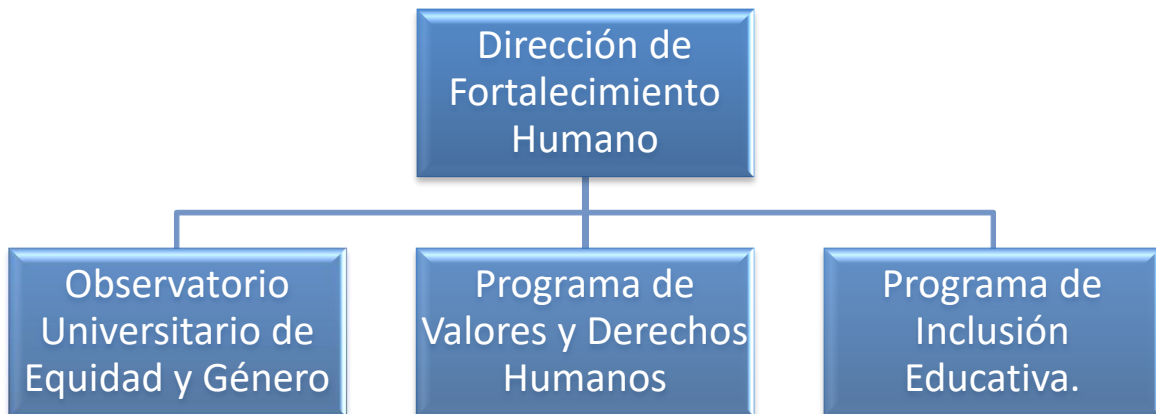 Dirección de
Fortalecimiento
Humano
Observatorio
Universitario de
Equidad y Género
Programa de
Valores y Derechos
Humanos
Programa de
Inclusión
Educativa.